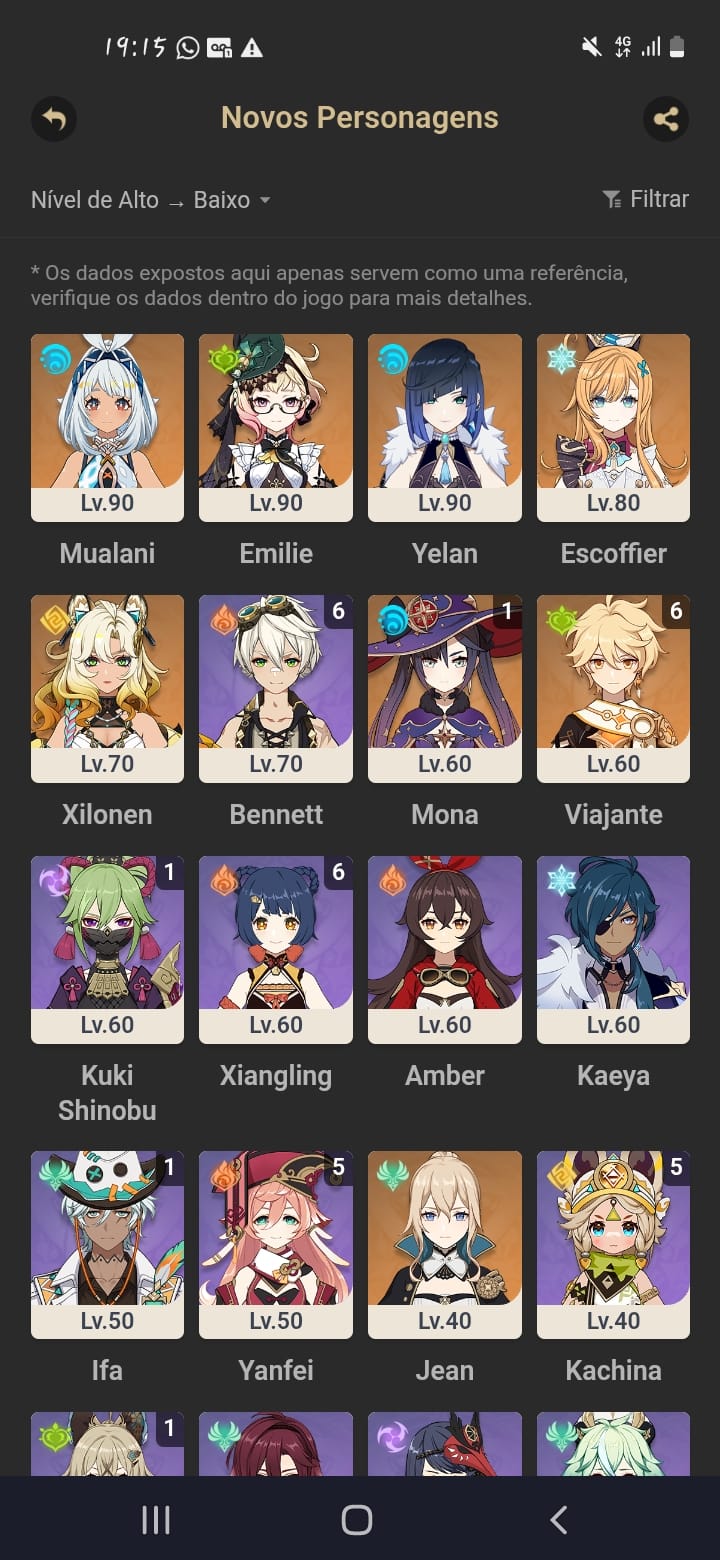 19:15
4G
Novos Personagens
Nível de Alto → Baixo
Filtrar
* Os dados expostos aqui apenas servem como uma referência,
verifique os dados dentro do jogo para mais detalhes.
Lv.90 Lv.90 Lv.90 Lv.80
Mualani Emilie Yelan Escoffier
6 1 6
Lv.70 Lv.70 Lv.60 Lv.60
Xilonen Bennett Mona Viajante
1 6
Lv.60 Lv.60 Lv.60 Lv.60
Kuki Xiangling Amber Kaeya
Shinobu
1 5 5
Lv.50 Lv.50 Lv.40 Lv.40
Ifa Yanfei Jean Kachina
1